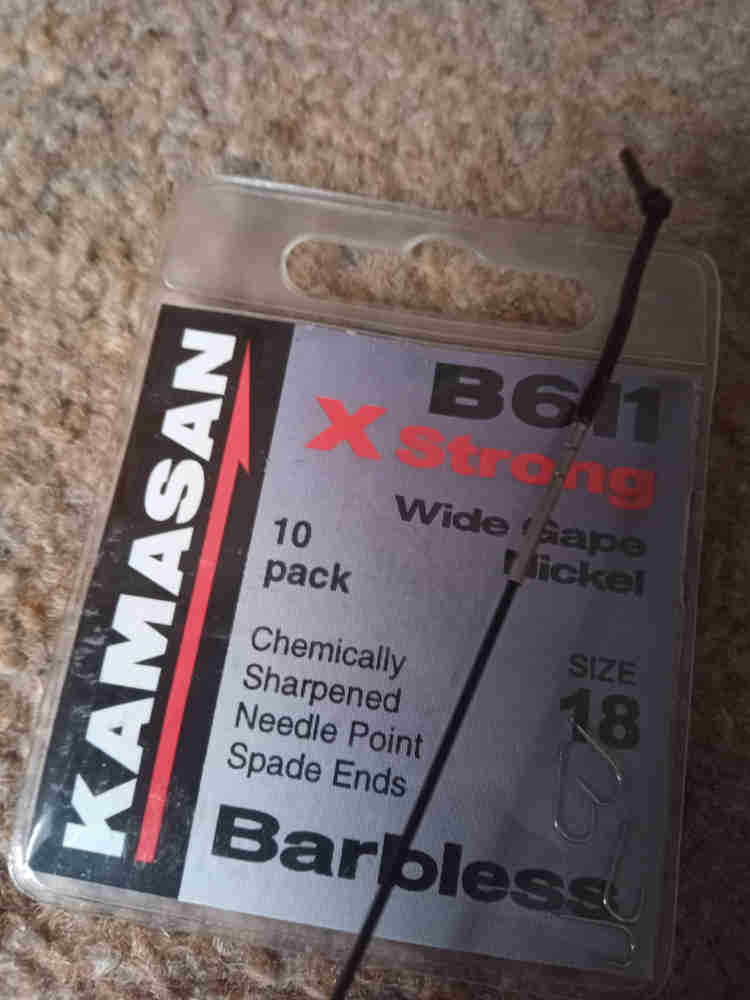 KAMASAN
B611
X Strong
Wide Gape
Nickel
10
pack
Chemically
Sharpened
Needle Point
Spade Ends
SIZE
18
Barbless